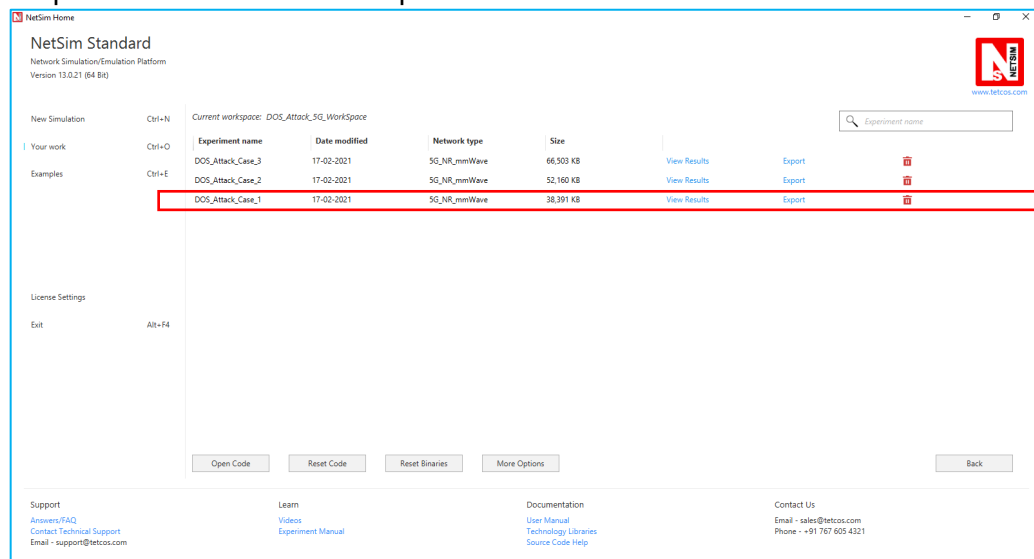 NetSim Home
NetSim Standard
Network Simulation/Emulation Platform
Version 13.0.21 (64 Bit)
NETSIM
www.tetcos.com
New Simulation Ctrl+N
Your work Ctrl+O
Examples Ctrl+E
License Settings
Exit Alt+F4
Current workspace: DOS_Attack_5G_WorkSpace
Experiment name
Experiment name Date modified Network type Size
DOS_Attack_Case_3 17-02-2021 5G_NR_mmWave 66,503 KB View Results Export
DOS_Attack_Case_2 17-02-2021 5G_NR_mmWave 52,160 KB View Results Export
DOS_Attack_Case_1 17-02-2021 5G_NR_mmWave 38,391 KB View Results Export
Open Code Reset Code Reset Binaries More Options Back
Support
Answers/FAQ
Contact Technical Support
Email - support@tetcos.com
Learn
Videos
Experiment Manual
Documentation
User Manual
Technology Libraries
Source Code Help
Contact Us
Email - sales@tetcos.com
Phone - +91 767 605 4321